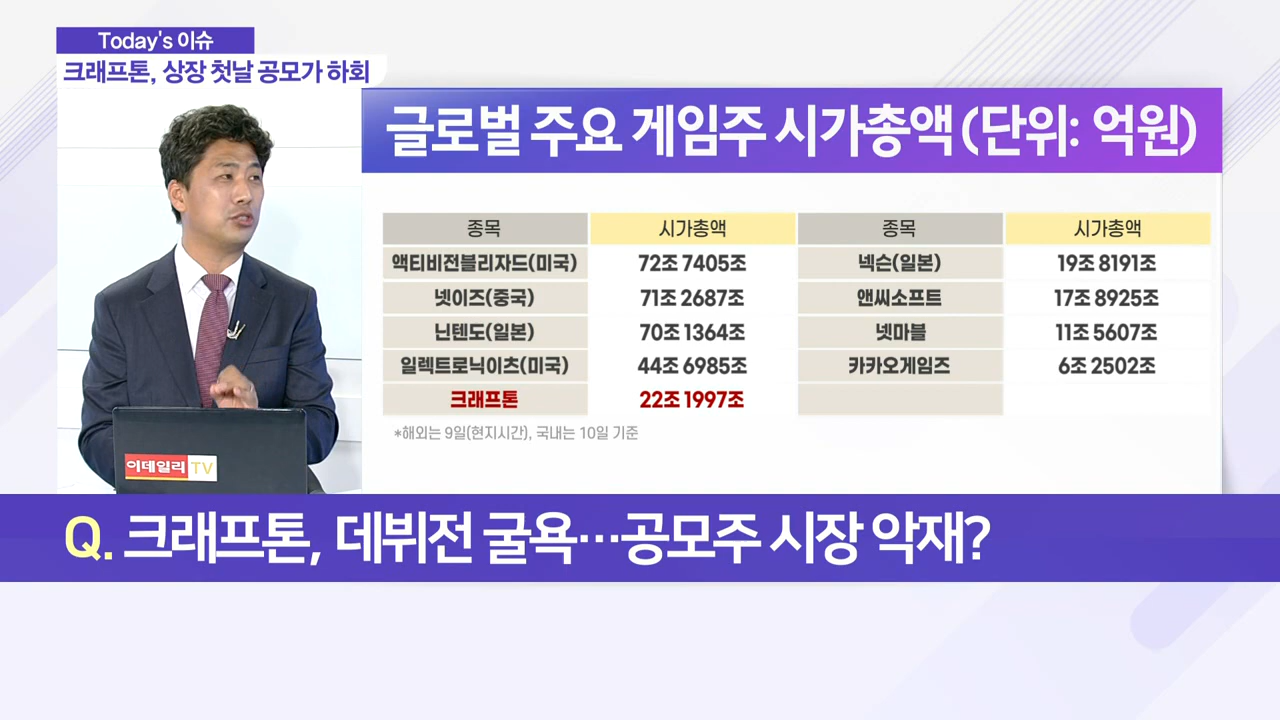 Today's 이슈
크래프톤, 상장 첫날 공모가 하회
글로벌 주요 게임주 시가총액(단위: 억원)
종목 시가총액 종목 시가총액
액티비전블리자드(미국) 72조 7405조 넥슨(일본) 19조 8191조
넷이즈(중국) 71조 2687조 앤씨소프트 17조 8925조
닌텐도(일본) 70조 1364조 넷마블 11조 5607조
일렉트로닉이츠(미국) 44조 6985조 카카오게임즈 6조 2502조
크래프톤 22조 1997조
*해외는 9일(현지시간), 국내는 10일 기준
이데일리 TV
Q. 크래프톤, 데뷔전 굴욕…공모주 시장 악재?